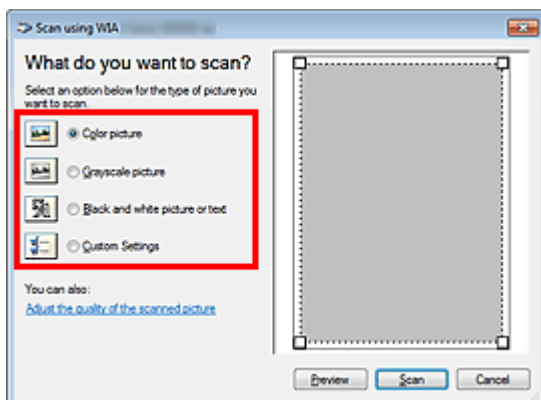 Scan using WIA
What do you want to scan?
Select an option below for the type of picture you
want to scan.
Color picture
Grayscale picture
Black and white picture or text
Custom Settings
You can also:
Adjust the quality of the scanned picture
Preview
Scan
Cancel